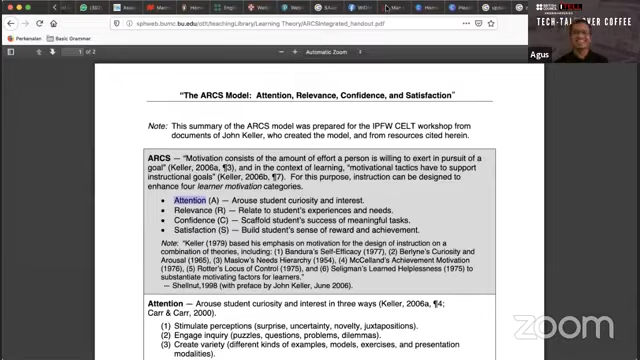 sphweb.bumc.bu.edu/otlt/teachingLibrary/Learning Theory/ARCSIntegrated_handout.pdf
TECH-TALK OVER COFFEE
Perkenalan
Basic Grammar
1 of 2
Automatic Zoom
Agus
"The ARCS Model: Attention, Relevance, Confidence, and Satisfaction"
Note: This summary of the ARCS model was prepared for the IPFW CELT workshop from
documents of John Keller, who created the model, and from resources cited herein.
ARCS — "Motivation consists of the amount of effort a person is willing to exert in pursuit of a
goal" (Keller, 2006a, ¶3), and in the context of learning, "motivational tactics have to support
instructional goals" (Keller, 2006b, ¶7). For this purpose, instruction can be designed to
enhance four learner motivation categories.
• Attention (A) — Arouse student curiosity and interest.
• Relevance (R) — Relate to student's experiences and needs.
• Confidence (C) — Scaffold student's success of meaningful tasks.
• Satisfaction (S) — Build student's sense of reward and achievement.
Note: "Keller (1979) based his emphasis on motivation for the design of instruction on a
combination of theories, including: (1) Bandura's Self-Efficacy (1977), (2) Berlyne's Curiosity and
Arousal (1965), (3) Maslow's Needs Hierarchy (1954), (4) McClelland's Achievement Motivation
(1976), (5) Rotter's Locus of Control (1975), and (6) Seligman's Learned Helplessness (1975) to
substantiate motivating factors for learners."
— Shellnut, 1998 (with preface by John Keller, June 2006).
Attention — Arouse student curiosity and interest in three ways (Keller, 2006a, ¶4;
Carr & Carr, 2000).
(1) Stimulate perceptions (surprise, uncertainty, novelty, juxtapositions).
(2) Engage inquiry (puzzles, questions, problems, dilemmas).
(3) Create variety (different kinds of examples, models, exercises, and presentation
modalities).
zoom